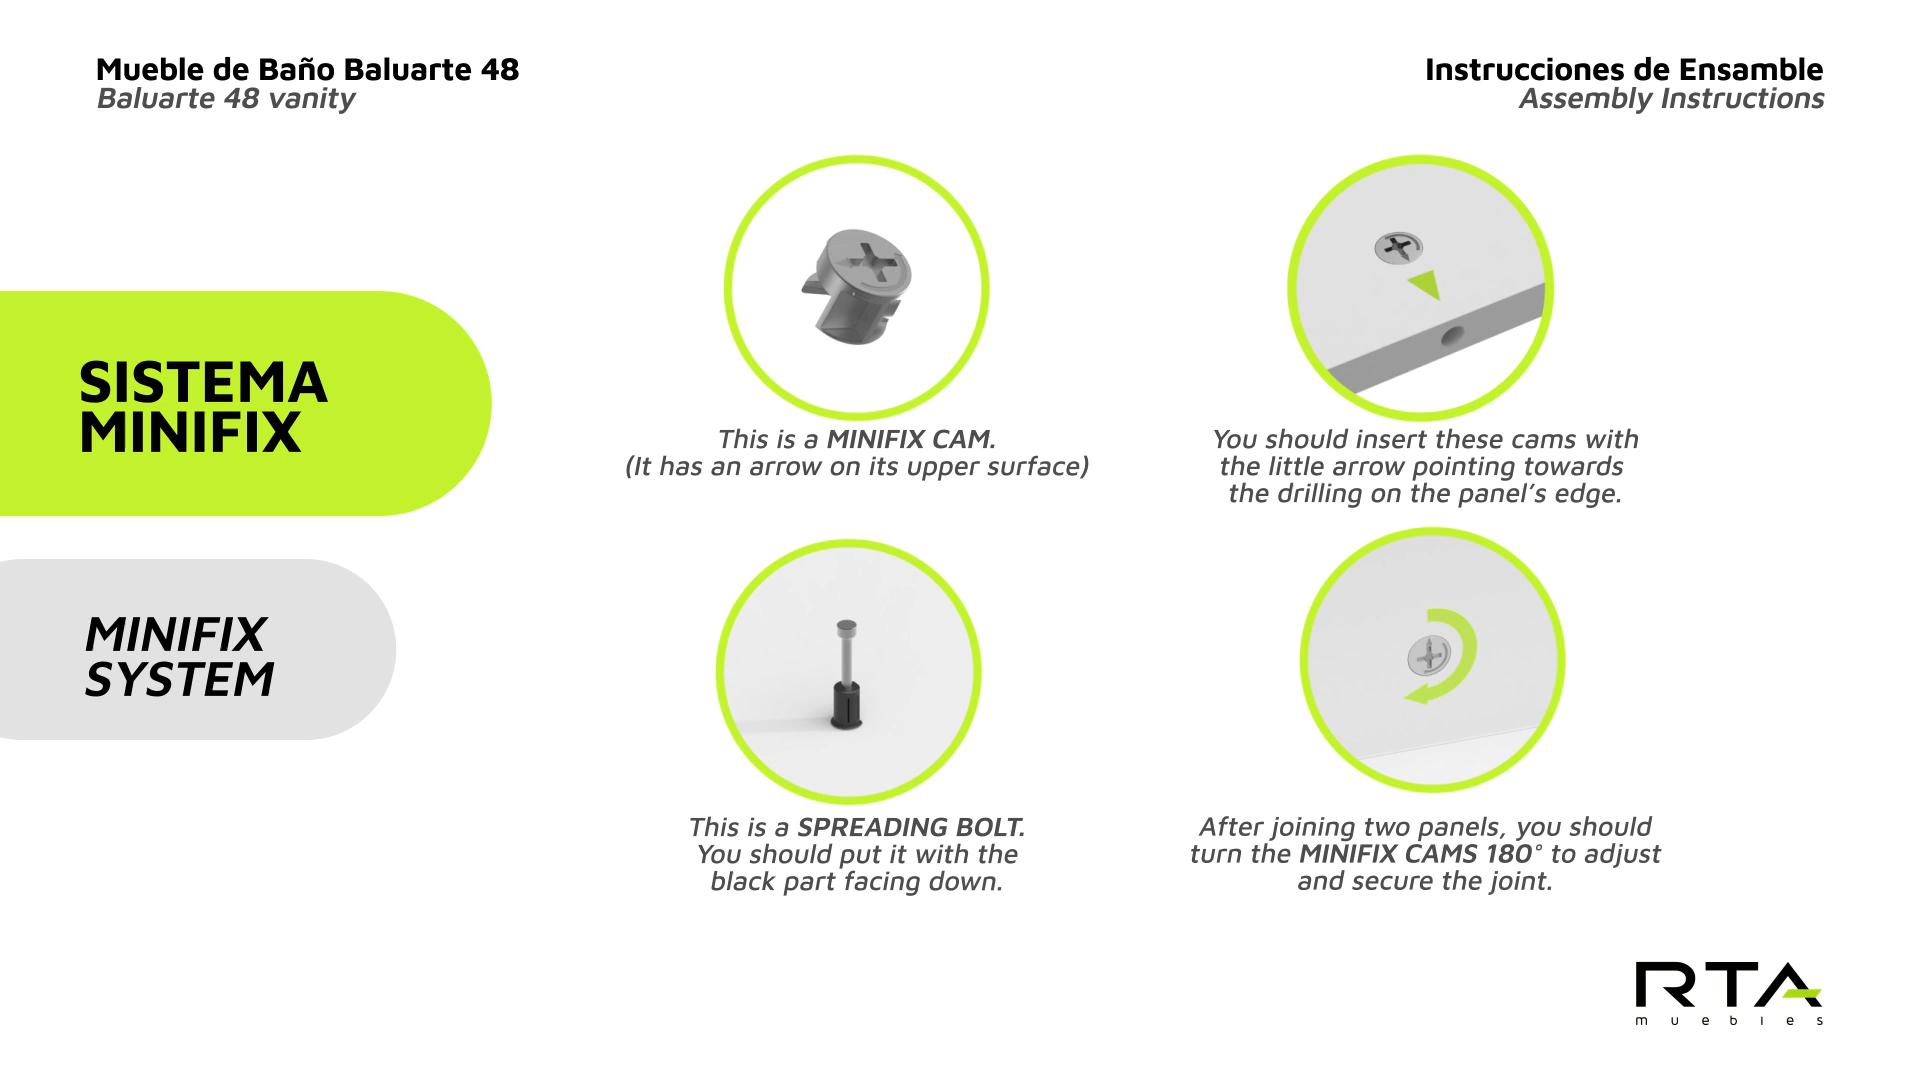 Mueble de Baño Baluarte 48
Baluarte 48 vanity
Instrucciones de Ensamble
Assembly Instructions
SISTEMA
MINIFIX
MINIFIX
SYSTEM
This is a MINIFIX CAM.
(It has an arrow on its upper surface)
You should insert these cams with
the little arrow pointing towards
the drilling on the panel’s edge.
This is a SPREADING BOLT.
You should put it with the
black part facing down.
After joining two panels, you should
turn the MINIFIX CAMS 180° to adjust
and secure the joint.
RTA
muebles